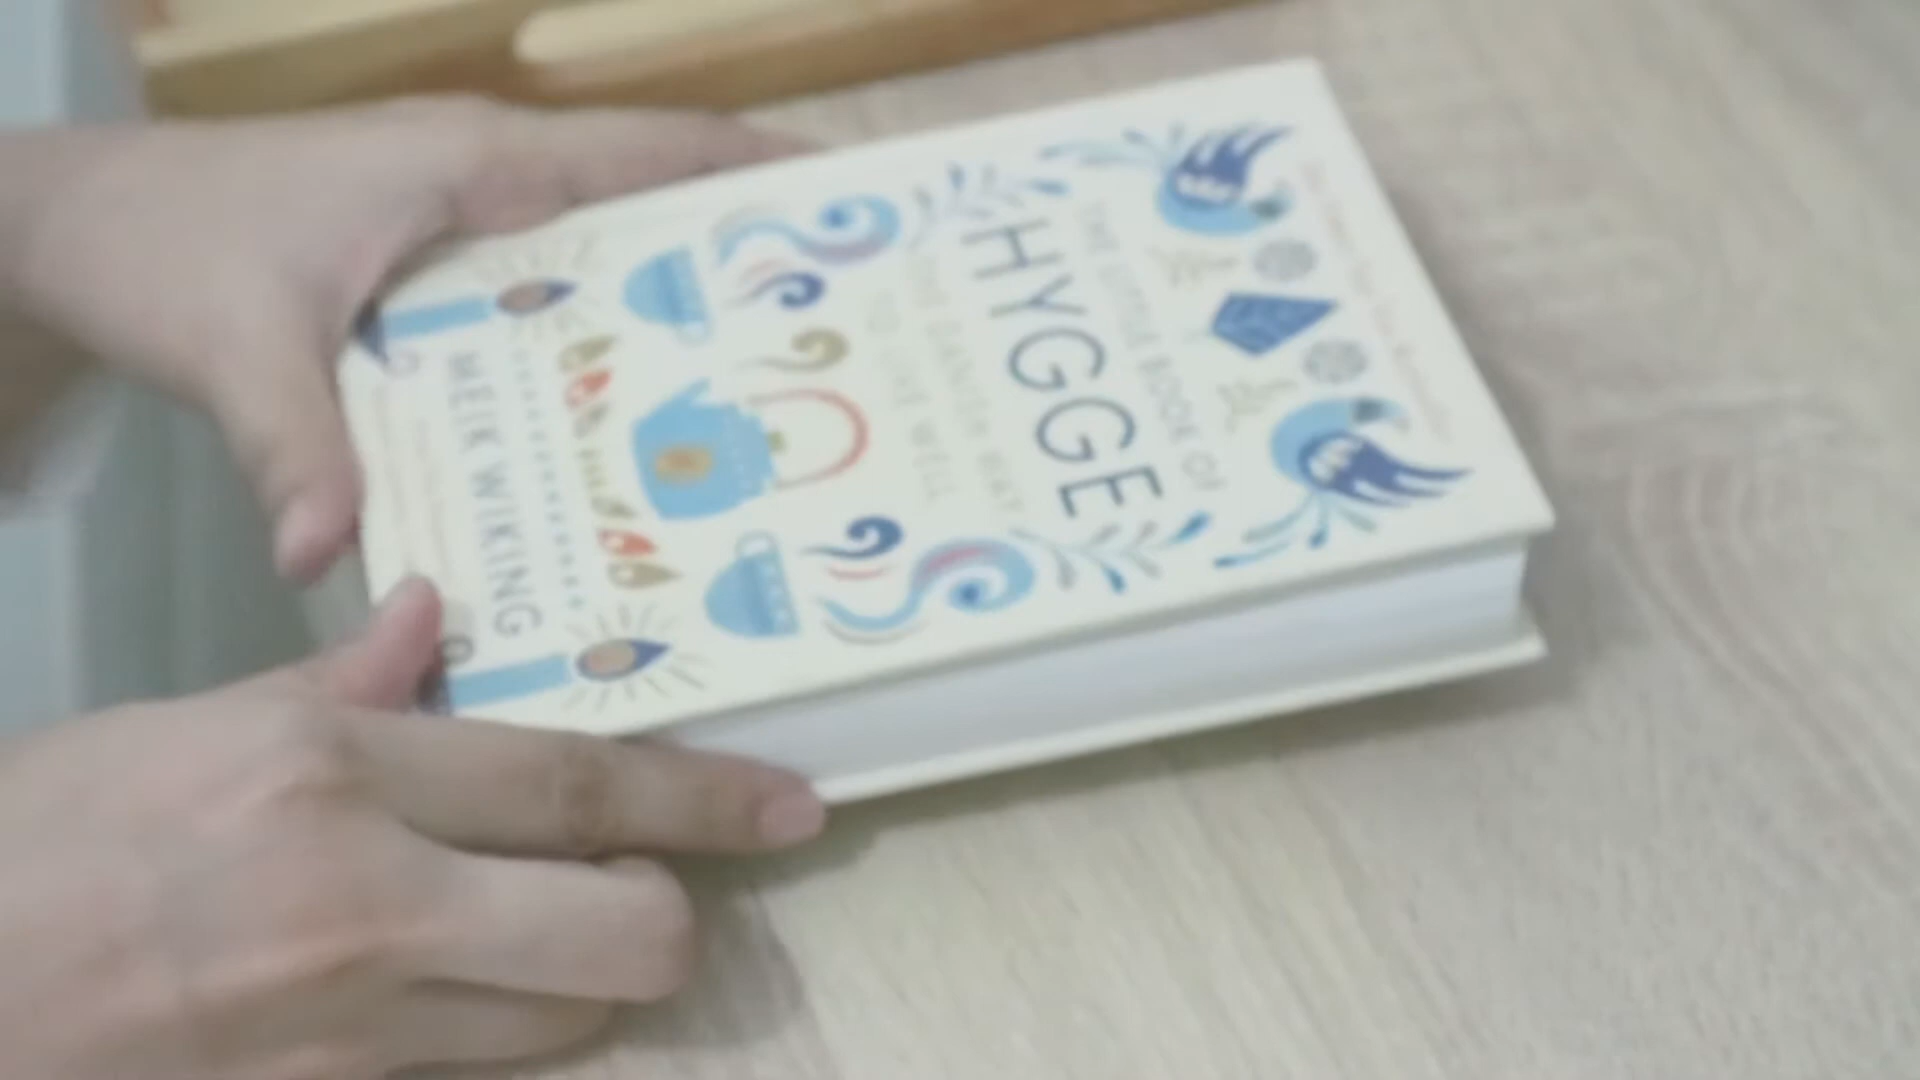 THE LITTLE BOOK OF
HYGGE
THE DANISH WAY
TO LIVE WELL
MEIK WIKING